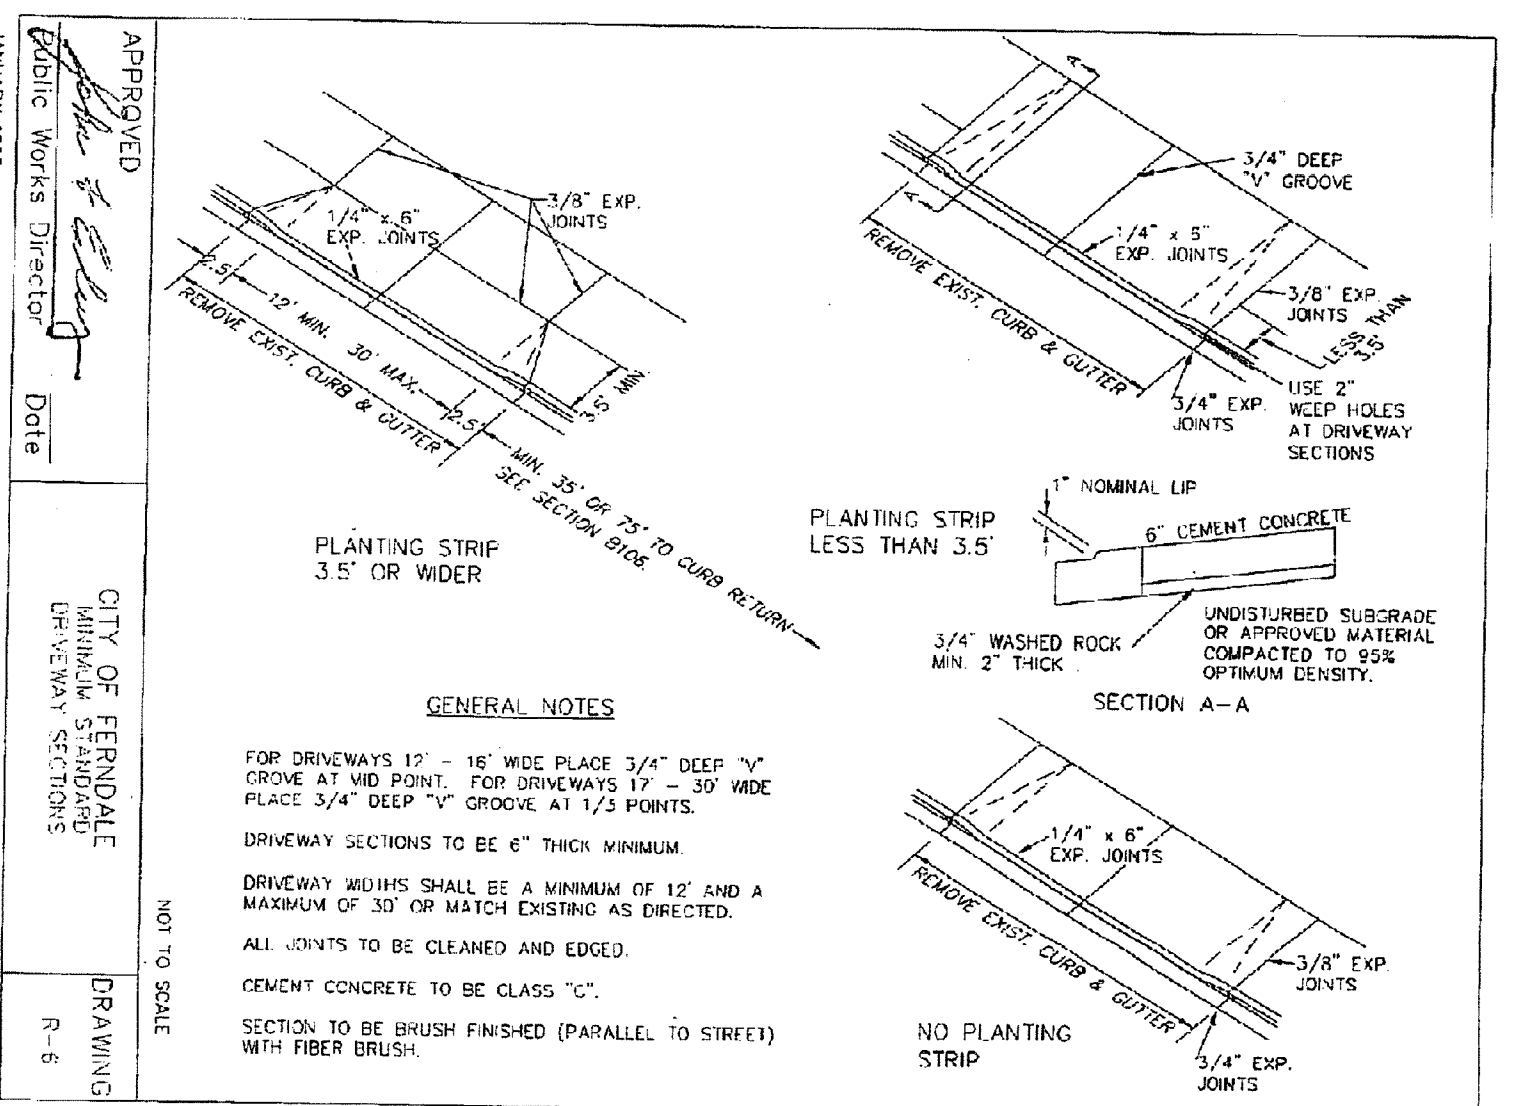 APPROVED
Public Works Director
Date
CITY OF FERNDALE
MINIMUM STANDARD
DRIVEWAY SECTIONS
DRAWING
R-6
NOT TO SCALE
3/8" EXP.
JOINTS
1/4" x 6"
EXP. JOINTS
2.5'
12' MIN. 30' MAX.
2.5'
REMOVE EXIST. CURB & GUTTER
3.5' MIN.
MIN. 35' OR 75' TO CURB RETURN
SEE SECTION B106.
PLANTING STRIP
3.5' OR WIDER
A
A
3/4" DEEP
"V" GROOVE
1/4" x 6"
EXP. JOINTS
REMOVE EXIST. CURB & GUTTER
3/8" EXP.
JOINTS
LESS THAN
3.5'
3/4" EXP.
JOINTS
USE 2"
WEEP HOLES
AT DRIVEWAY
SECTIONS
PLANTING STRIP
LESS THAN 3.5'
1" NOMINAL LIP
6" CEMENT CONCRETE
3/4" WASHED ROCK
MIN. 2" THICK
UNDISTURBED SUBGRADE
OR APPROVED MATERIAL
COMPACTED TO 95%
OPTIMUM DENSITY.
SECTION A-A
GENERAL NOTES
FOR DRIVEWAYS 12' - 16' WIDE PLACE 3/4" DEEP "V"
GROVE AT MID POINT. FOR DRIVEWAYS 17' - 30' WIDE
PLACE 3/4" DEEP "V" GROOVE AT 1/3 POINTS.
DRIVEWAY SECTIONS TO BE 6" THICK MINIMUM.
DRIVEWAY WIDTHS SHALL BE A MINIMUM OF 12' AND A
MAXIMUM OF 30' OR MATCH EXISTING AS DIRECTED.
ALL JOINTS TO BE CLEANED AND EDGED.
CEMENT CONCRETE TO BE CLASS "C".
SECTION TO BE BRUSH FINISHED (PARALLEL TO STREET)
WITH FIBER BRUSH.
1/4" x 6"
EXP. JOINTS
REMOVE EXIST. CURB & GUTTER
3/8" EXP.
JOINTS
3/4" EXP.
JOINTS
NO PLANTING
STRIP